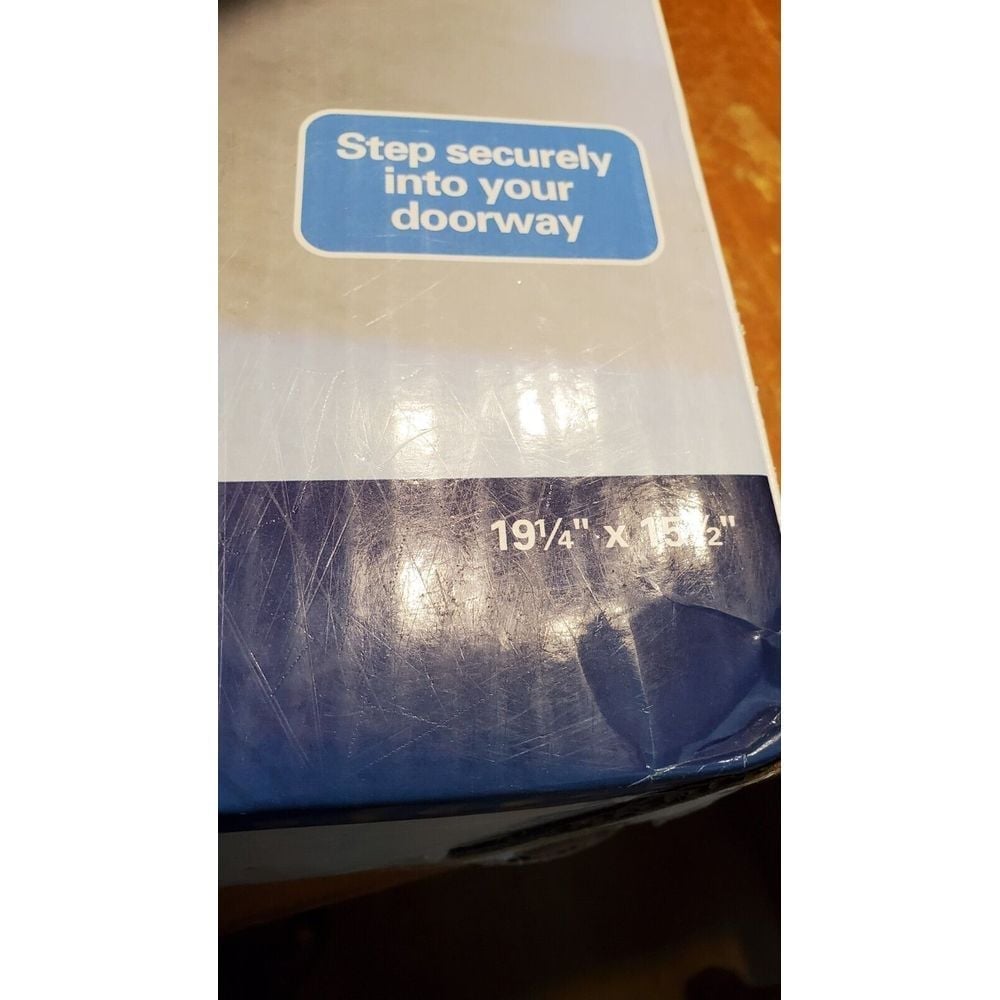 Step securely
into your
doorway
19¼" x 15½"